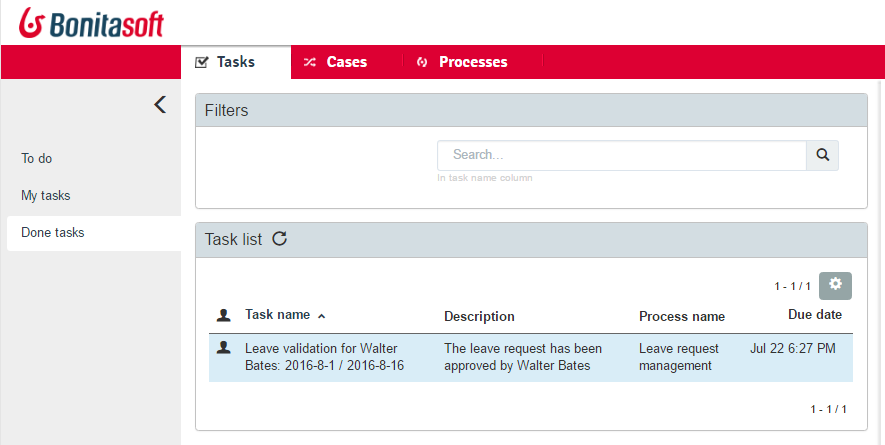 Bonitasoft
Tasks Cases Processes
Filters
Search...
In task name column
To do
My tasks
Done tasks
Task list
1 - 1 / 1
Task name Description Process name Due date
Leave validation for Walter The leave request has been Leave request Jul 22 6:27 PM
Bates: 2016-8-1 / 2016-8-16 approved by Walter Bates management
1 - 1 / 1